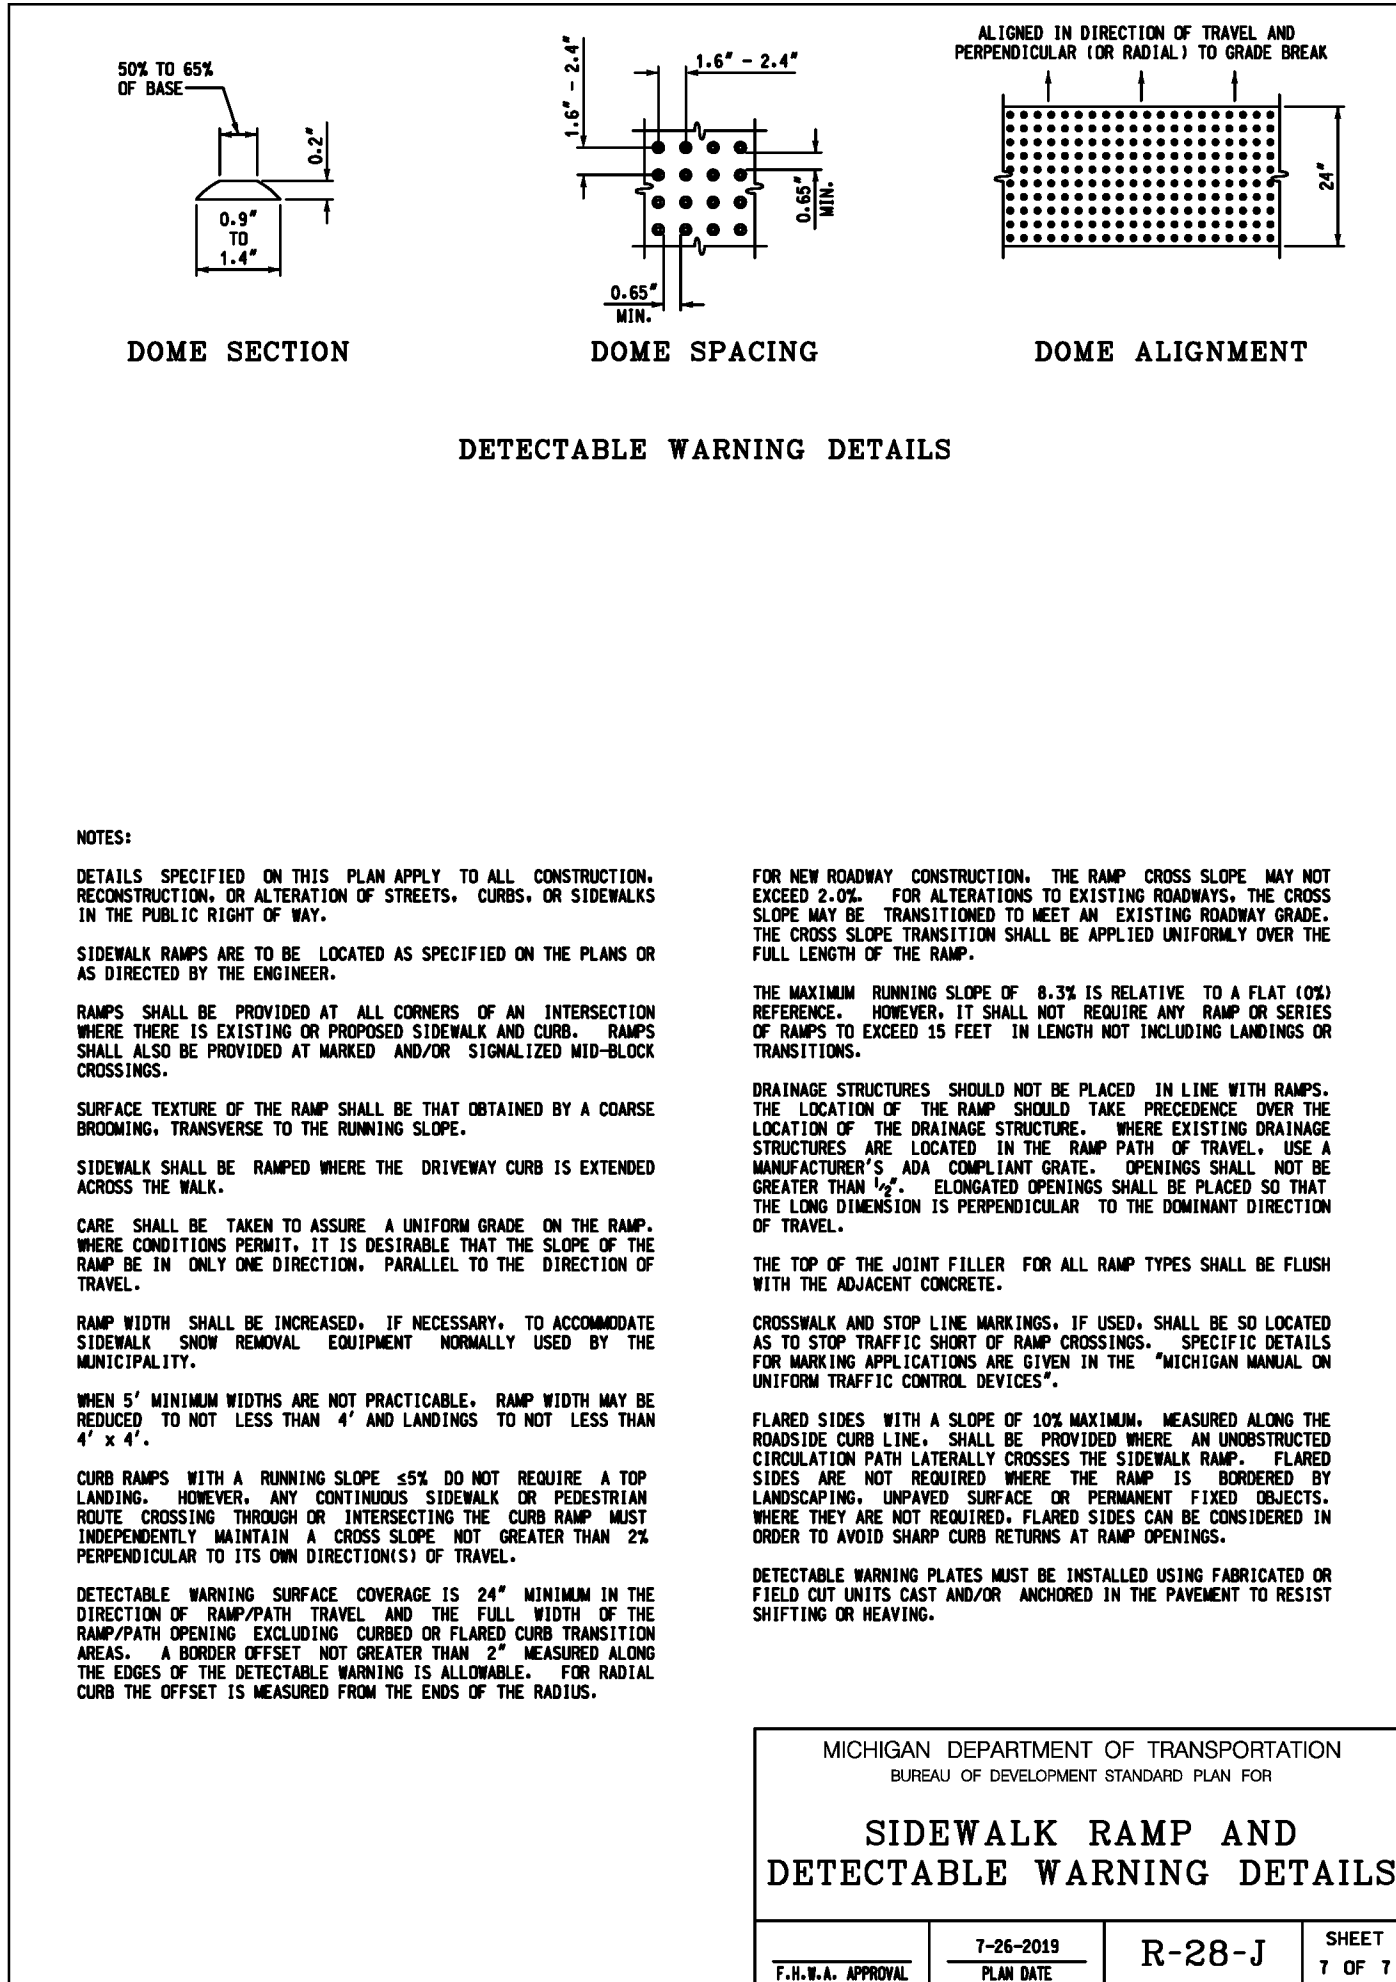 50% TO 65%
OF BASE
0.2"
0.9"
TO
1.4"
DOME SECTION
1.6" - 2.4"
1.6" - 2.4"
0.65"
MIN.
0.65"
MIN.
DOME SPACING
ALIGNED IN DIRECTION OF TRAVEL AND
PERPENDICULAR (OR RADIAL) TO GRADE BREAK
24"
DOME ALIGNMENT
DETECTABLE WARNING DETAILS
NOTES:
DETAILS SPECIFIED ON THIS PLAN APPLY TO ALL CONSTRUCTION,
RECONSTRUCTION, OR ALTERATION OF STREETS, CURBS, OR SIDEWALKS
IN THE PUBLIC RIGHT OF WAY.
SIDEWALK RAMPS ARE TO BE LOCATED AS SPECIFIED ON THE PLANS OR
AS DIRECTED BY THE ENGINEER.
RAMPS SHALL BE PROVIDED AT ALL CORNERS OF AN INTERSECTION
WHERE THERE IS EXISTING OR PROPOSED SIDEWALK AND CURB. RAMPS
SHALL ALSO BE PROVIDED AT MARKED AND/OR SIGNALIZED MID-BLOCK
CROSSINGS.
SURFACE TEXTURE OF THE RAMP SHALL BE THAT OBTAINED BY A COARSE
BROOMING, TRANSVERSE TO THE RUNNING SLOPE.
SIDEWALK SHALL BE RAMPED WHERE THE DRIVEWAY CURB IS EXTENDED
ACROSS THE WALK.
CARE SHALL BE TAKEN TO ASSURE A UNIFORM GRADE ON THE RAMP.
WHERE CONDITIONS PERMIT, IT IS DESIRABLE THAT THE SLOPE OF THE
RAMP BE IN ONLY ONE DIRECTION, PARALLEL TO THE DIRECTION OF
TRAVEL.
RAMP WIDTH SHALL BE INCREASED, IF NECESSARY, TO ACCOMMODATE
SIDEWALK SNOW REMOVAL EQUIPMENT NORMALLY USED BY THE
MUNICIPALITY.
WHEN 5' MINIMUM WIDTHS ARE NOT PRACTICABLE, RAMP WIDTH MAY BE
REDUCED TO NOT LESS THAN 4' AND LANDINGS TO NOT LESS THAN
4' x 4'.
CURB RAMPS WITH A RUNNING SLOPE ≤5% DO NOT REQUIRE A TOP
LANDING. HOWEVER, ANY CONTINUOUS SIDEWALK OR PEDESTRIAN
ROUTE CROSSING THROUGH OR INTERSECTING THE CURB RAMP MUST
INDEPENDENTLY MAINTAIN A CROSS SLOPE NOT GREATER THAN 2%
PERPENDICULAR TO ITS OWN DIRECTION(S) OF TRAVEL.
DETECTABLE WARNING SURFACE COVERAGE IS 24" MINIMUM IN THE
DIRECTION OF RAMP/PATH TRAVEL AND THE FULL WIDTH OF THE
RAMP/PATH OPENING EXCLUDING CURBED OR FLARED CURB TRANSITION
AREAS. A BORDER OFFSET NOT GREATER THAN 2" MEASURED ALONG
THE EDGES OF THE DETECTABLE WARNING IS ALLOWABLE. FOR RADIAL
CURB THE OFFSET IS MEASURED FROM THE ENDS OF THE RADIUS.
FOR NEW ROADWAY CONSTRUCTION, THE RAMP CROSS SLOPE MAY NOT
EXCEED 2.0%. FOR ALTERATIONS TO EXISTING ROADWAYS, THE CROSS
SLOPE MAY BE TRANSITIONED TO MEET AN EXISTING ROADWAY GRADE.
THE CROSS SLOPE TRANSITION SHALL BE APPLIED UNIFORMLY OVER THE
FULL LENGTH OF THE RAMP.
THE MAXIMUM RUNNING SLOPE OF 8.3% IS RELATIVE TO A FLAT (0%)
REFERENCE. HOWEVER, IT SHALL NOT REQUIRE ANY RAMP OR SERIES
OF RAMPS TO EXCEED 15 FEET IN LENGTH NOT INCLUDING LANDINGS OR
TRANSITIONS.
DRAINAGE STRUCTURES SHOULD NOT BE PLACED IN LINE WITH RAMPS.
THE LOCATION OF THE RAMP SHOULD TAKE PRECEDENCE OVER THE
LOCATION OF THE DRAINAGE STRUCTURE. WHERE EXISTING DRAINAGE
STRUCTURES ARE LOCATED IN THE RAMP PATH OF TRAVEL, USE A
MANUFACTURER'S ADA COMPLIANT GRATE. OPENINGS SHALL NOT BE
GREATER THAN 1/2". ELONGATED OPENINGS SHALL BE PLACED SO THAT
THE LONG DIMENSION IS PERPENDICULAR TO THE DOMINANT DIRECTION
OF TRAVEL.
THE TOP OF THE JOINT FILLER FOR ALL RAMP TYPES SHALL BE FLUSH
WITH THE ADJACENT CONCRETE.
CROSSWALK AND STOP LINE MARKINGS, IF USED, SHALL BE SO LOCATED
AS TO STOP TRAFFIC SHORT OF RAMP CROSSINGS. SPECIFIC DETAILS
FOR MARKING APPLICATIONS ARE GIVEN IN THE "MICHIGAN MANUAL ON
UNIFORM TRAFFIC CONTROL DEVICES".
FLARED SIDES WITH A SLOPE OF 10% MAXIMUM, MEASURED ALONG THE
ROADSIDE CURB LINE, SHALL BE PROVIDED WHERE AN UNOBSTRUCTED
CIRCULATION PATH LATERALLY CROSSES THE SIDEWALK RAMP. FLARED
SIDES ARE NOT REQUIRED WHERE THE RAMP IS BORDERED BY
LANDSCAPING, UNPAVED SURFACE OR PERMANENT FIXED OBJECTS.
WHERE THEY ARE NOT REQUIRED, FLARED SIDES CAN BE CONSIDERED IN
ORDER TO AVOID SHARP CURB RETURNS AT RAMP OPENINGS.
DETECTABLE WARNING PLATES MUST BE INSTALLED USING FABRICATED OR
FIELD CUT UNITS CAST AND/OR ANCHORED IN THE PAVEMENT TO RESIST
SHIFTING OR HEAVING.
MICHIGAN DEPARTMENT OF TRANSPORTATION
BUREAU OF DEVELOPMENT STANDARD PLAN FOR
SIDEWALK RAMP AND
DETECTABLE WARNING DETAILS
F.H.W.A. APPROVAL
7-26-2019
PLAN DATE
R-28-J
SHEET
7 OF 7